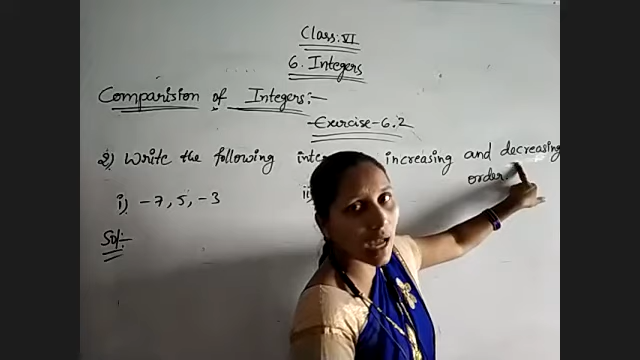 Class:VI
6. Integers
Comparision of Integers:-
Exercise-6.2
2) Write the following inte increasing and decreasing
order.
i) -7, 5, -3
ii)
Sol:-